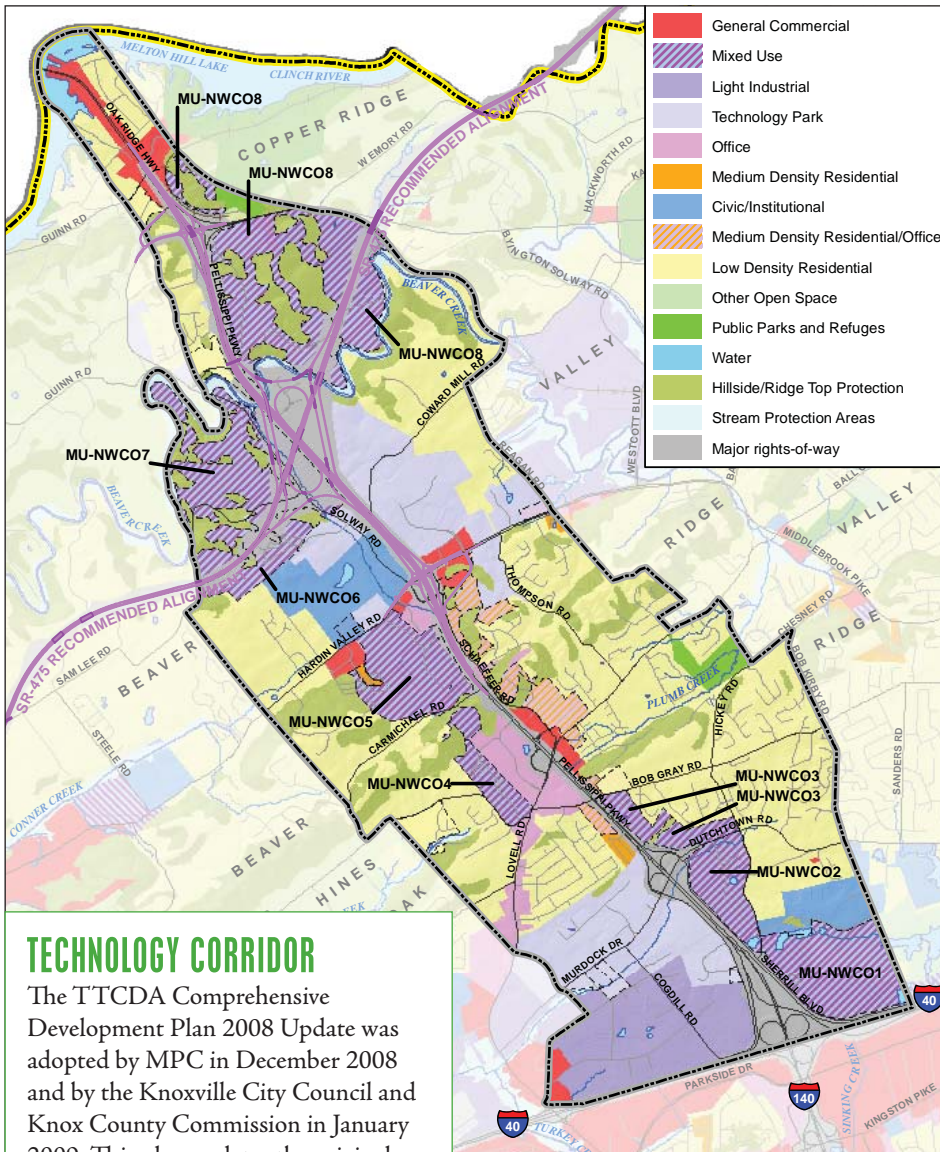 General Commercial
Mixed Use
Light Industrial
Technology Park
Office
Medium Density Residential
Civic/Institutional
Medium Density Residential/Office
Low Density Residential
Other Open Space
Public Parks and Refuges
Water
Hillside/Ridge Top Protection
Stream Protection Areas
Major rights-of-way
MELTON HILL LAKE
CLINCH RIVER
MU-NWCO8
OAK RIDGE HWY
COPPER RIDGE
W EMORY RD
MU-NWCO8
HACKWORTH RD
RECOMMENDED ALIGNMENT
GUINN RD
BYINGTON SOLWAY RD
PELLISSIPPI PKWY
BEAVER CREEK
MU-NWCO8
VALLEY
GUINN RD
COWARD MILL RD
WESTCOTT BLVD
REAGAN RD
MU-NWCO7
BEAVER CREEK
SOLWAY RD
RIDGE
VALLEY
MIDDLEBROOK PIKE
SR-475 RECOMMENDED ALIGNMENT
MU-NWCO6
THOMPSON RD
CHESNEY RD
RIDGE
BOB KIRBY RD
HARDIN VALLEY RD
SAM LEE RD
BEAVER
SCHAEFFER RD
PLUMB CREEK
HICKEY RD
MU-NWCO5
CARMICHAEL RD
STEELE RD
SANDERS RD
MU-NWCO4
PELLISSIPPI PKWY
BOB GRAY RD
MU-NWCO3
MU-NWCO3
CONNER CREEK
DUTCHTOWN RD
BEAVER
LOVELL RD
MU-NWCO2
HINES
OAK
MURDOCK DR
COGDILL RD
SHERRILL BLVD
MU-NWCO1
40
PARKSIDE DR
140
SINKING CREEK
KINGSTON PIKE
40
TURKEY
TECHNOLOGY CORRIDOR
The TTCDA Comprehensive
Development Plan 2008 Update was
adopted by MPC in December 2008
and by the Knoxville City Council and
Knox County Commission in January